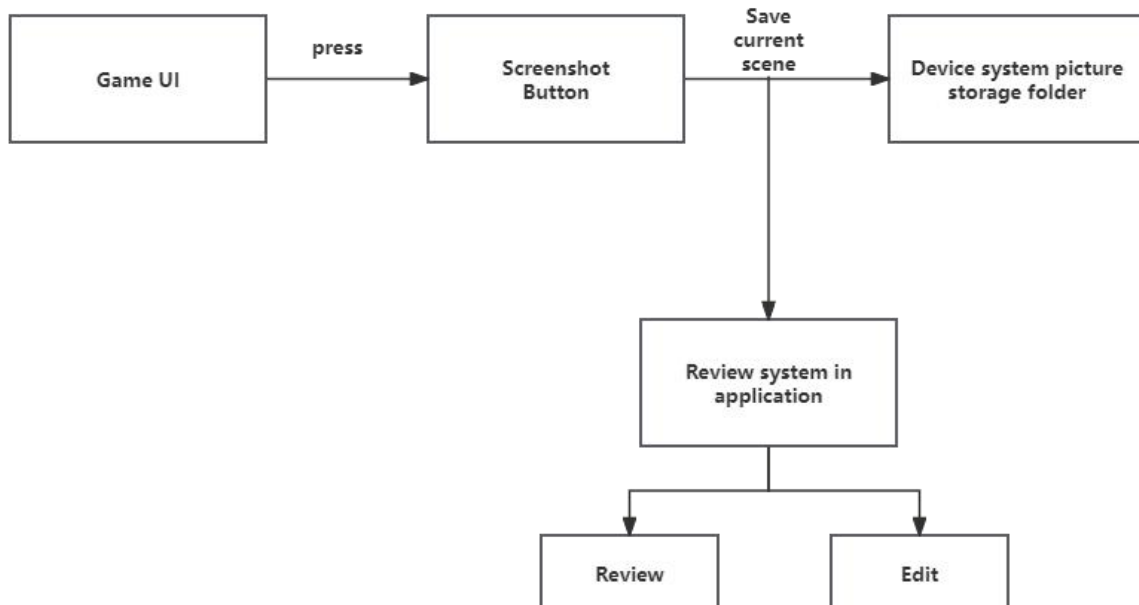 Game UI
press
Screenshot
Button
Save
current
scene
Device system picture
storage folder
Review system in
application
Review
Edit